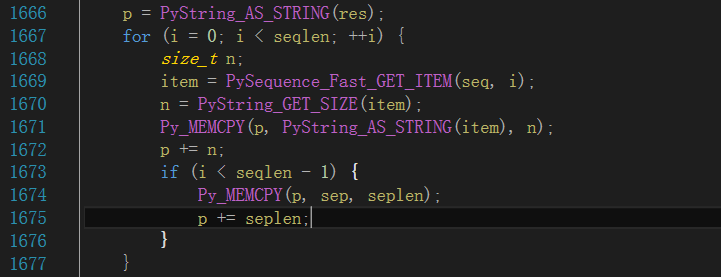 1666 p = PyString_AS_STRING(res);
1667 for (i = 0; i < seqlen; ++i) {
1668 size_t n;
1669 item = PySequence_Fast_GET_ITEM(seq, i);
1670 n = PyString_GET_SIZE(item);
1671 Py_MEMCPY(p, PyString_AS_STRING(item), n);
1672 p += n;
1673 if (i < seqlen - 1) {
1674 Py_MEMCPY(p, sep, seplen);
1675 p += seplen;
1676 }
1677 }